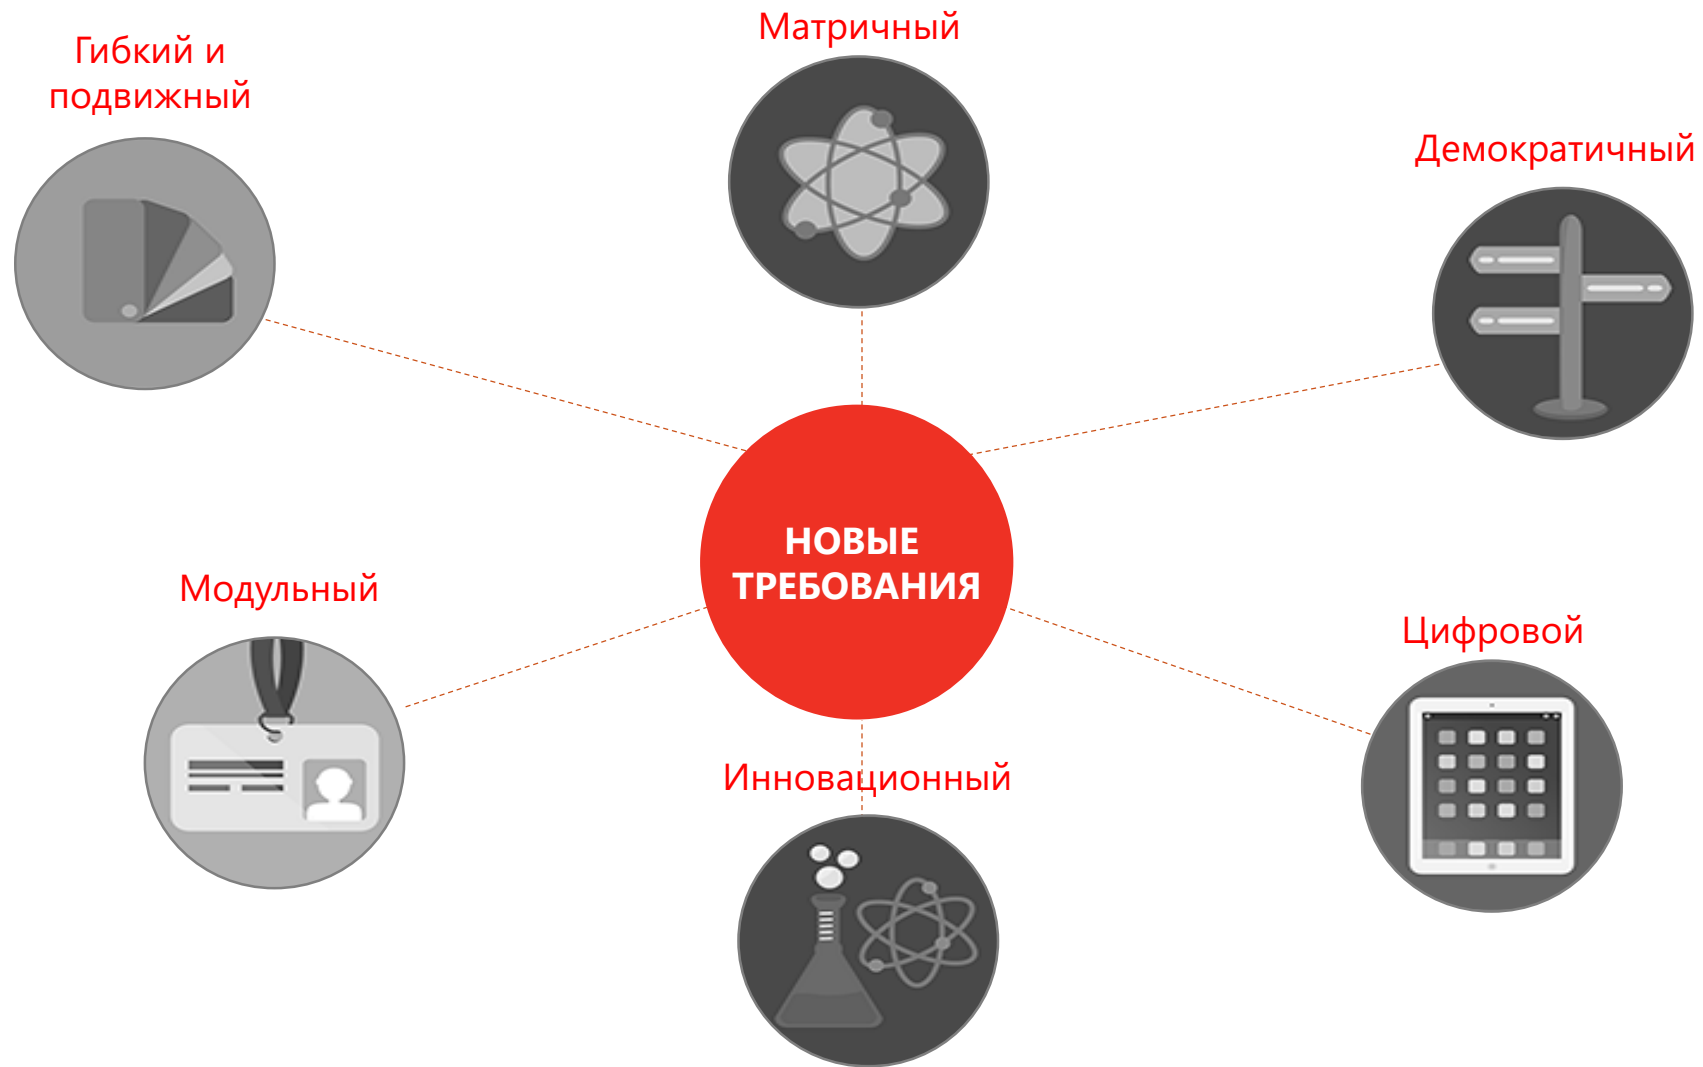 Матричный
Гибкий и
подвижный
Демократичный
НОВЫЕ
ТРЕБОВАНИЯ
Модульный
Цифровой
Инновационный